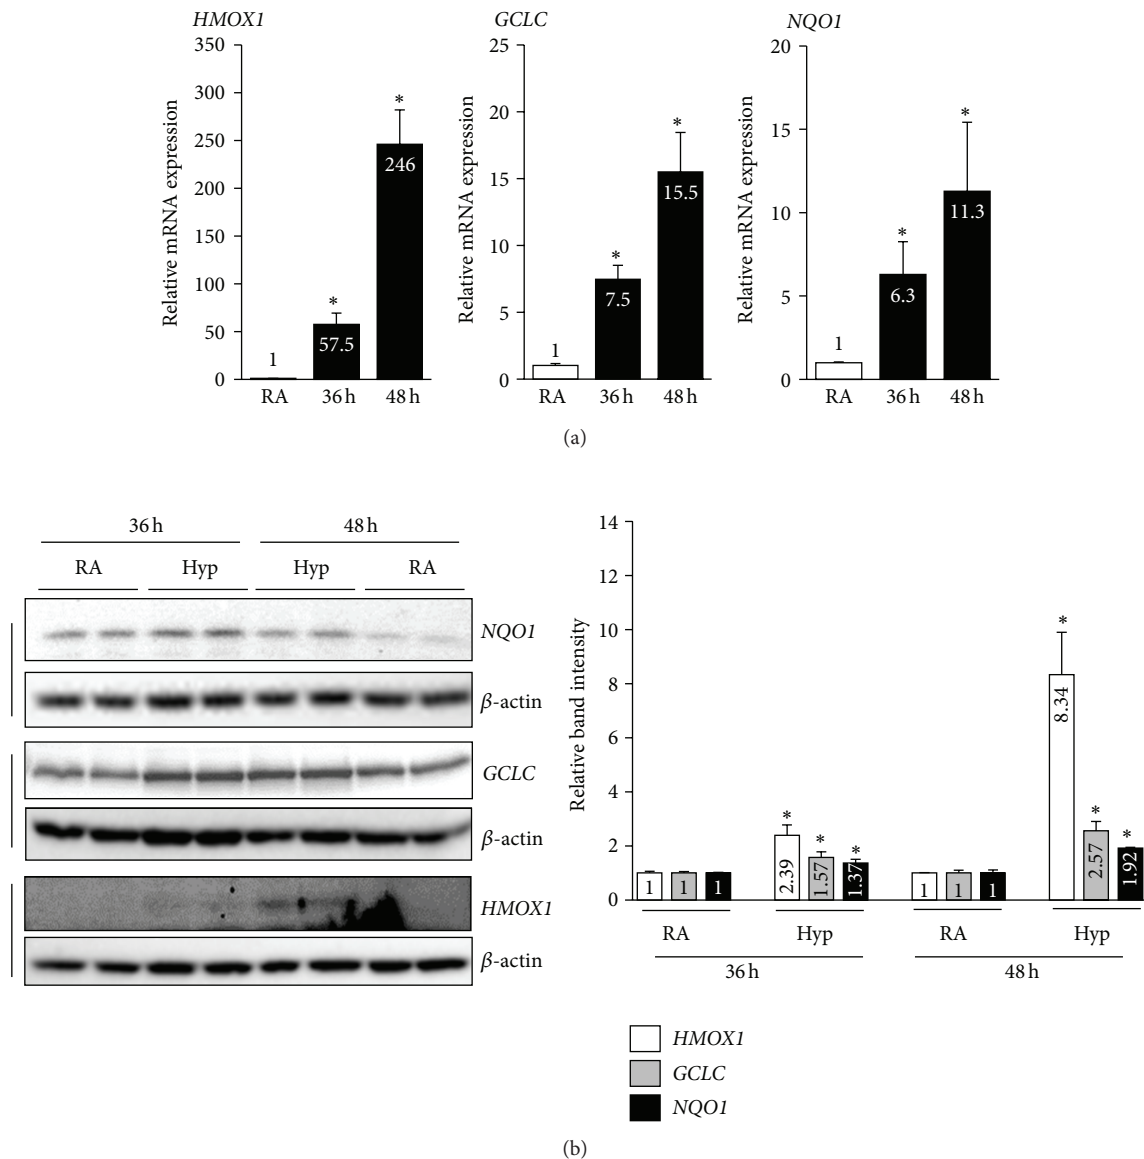 HMOX1
350
300
250
200
150
100
50
0
Relative mRNA expression
1
*
57.5
*
246
RA 36 h 48 h
GCLC
25
20
15
10
5
0
Relative mRNA expression
1
*
7.5
*
15.5
RA 36 h 48 h
NQO1
20
15
10
5
0
Relative mRNA expression
1
*
6.3
*
11.3
RA 36 h 48 h
(a)
36 h 48 h
RA Hyp Hyp RA
NQO1
β-actin
GCLC
β-actin
HMOX1
β-actin
14
12
10
8
6
4
2
0
Relative band intensity
1 1 1
* * *
2.39 1.57 1.37
1 1 1
* * *
8.34 2.57 1.92
RA Hyp RA Hyp
36 h 48 h
HMOX1
GCLC
NQO1
(b)